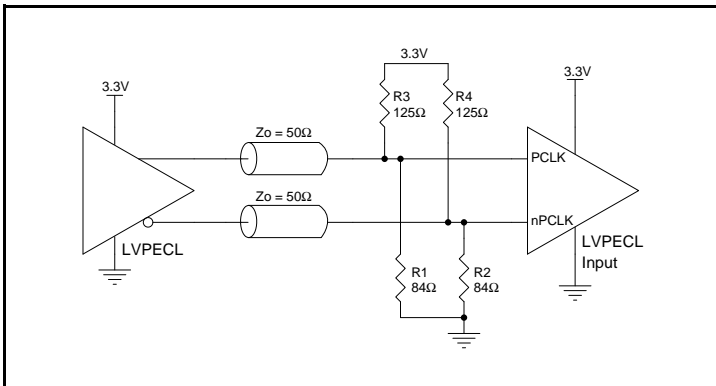 3.3V
3.3V
3.3V
R3
125Ω
R4
125Ω
Zo = 50Ω
PCLK
Zo = 50Ω
nPCLK
LVPECL
LVPECL
Input
R1
84Ω
R2
84Ω